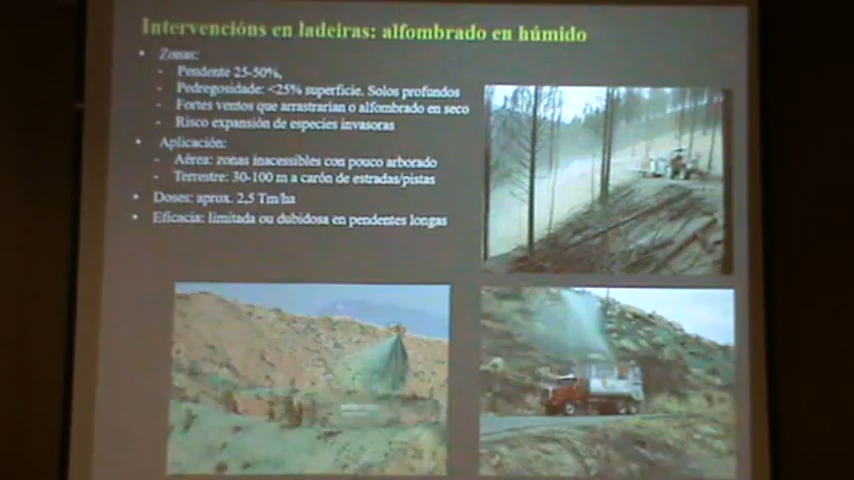 Intervencións en ladeiras: alfombrado en húmido
• Zonas:
- Pendente 25-50%,
- Pedregosidade: <25% superficie. Solos profundos
- Fortes ventos que arrastrarian o alfombrado en seco
- Risco expansión de especies invasoras
• Aplicación:
- Aérea: zonas inacessibles con pouco arborado
- Terrestre: 30-100 m a carón de estradas/pistas
• Doses: aprox. 2,5 Tm/ha
• Eficacia: limitada ou dubidosa en pendentes longas